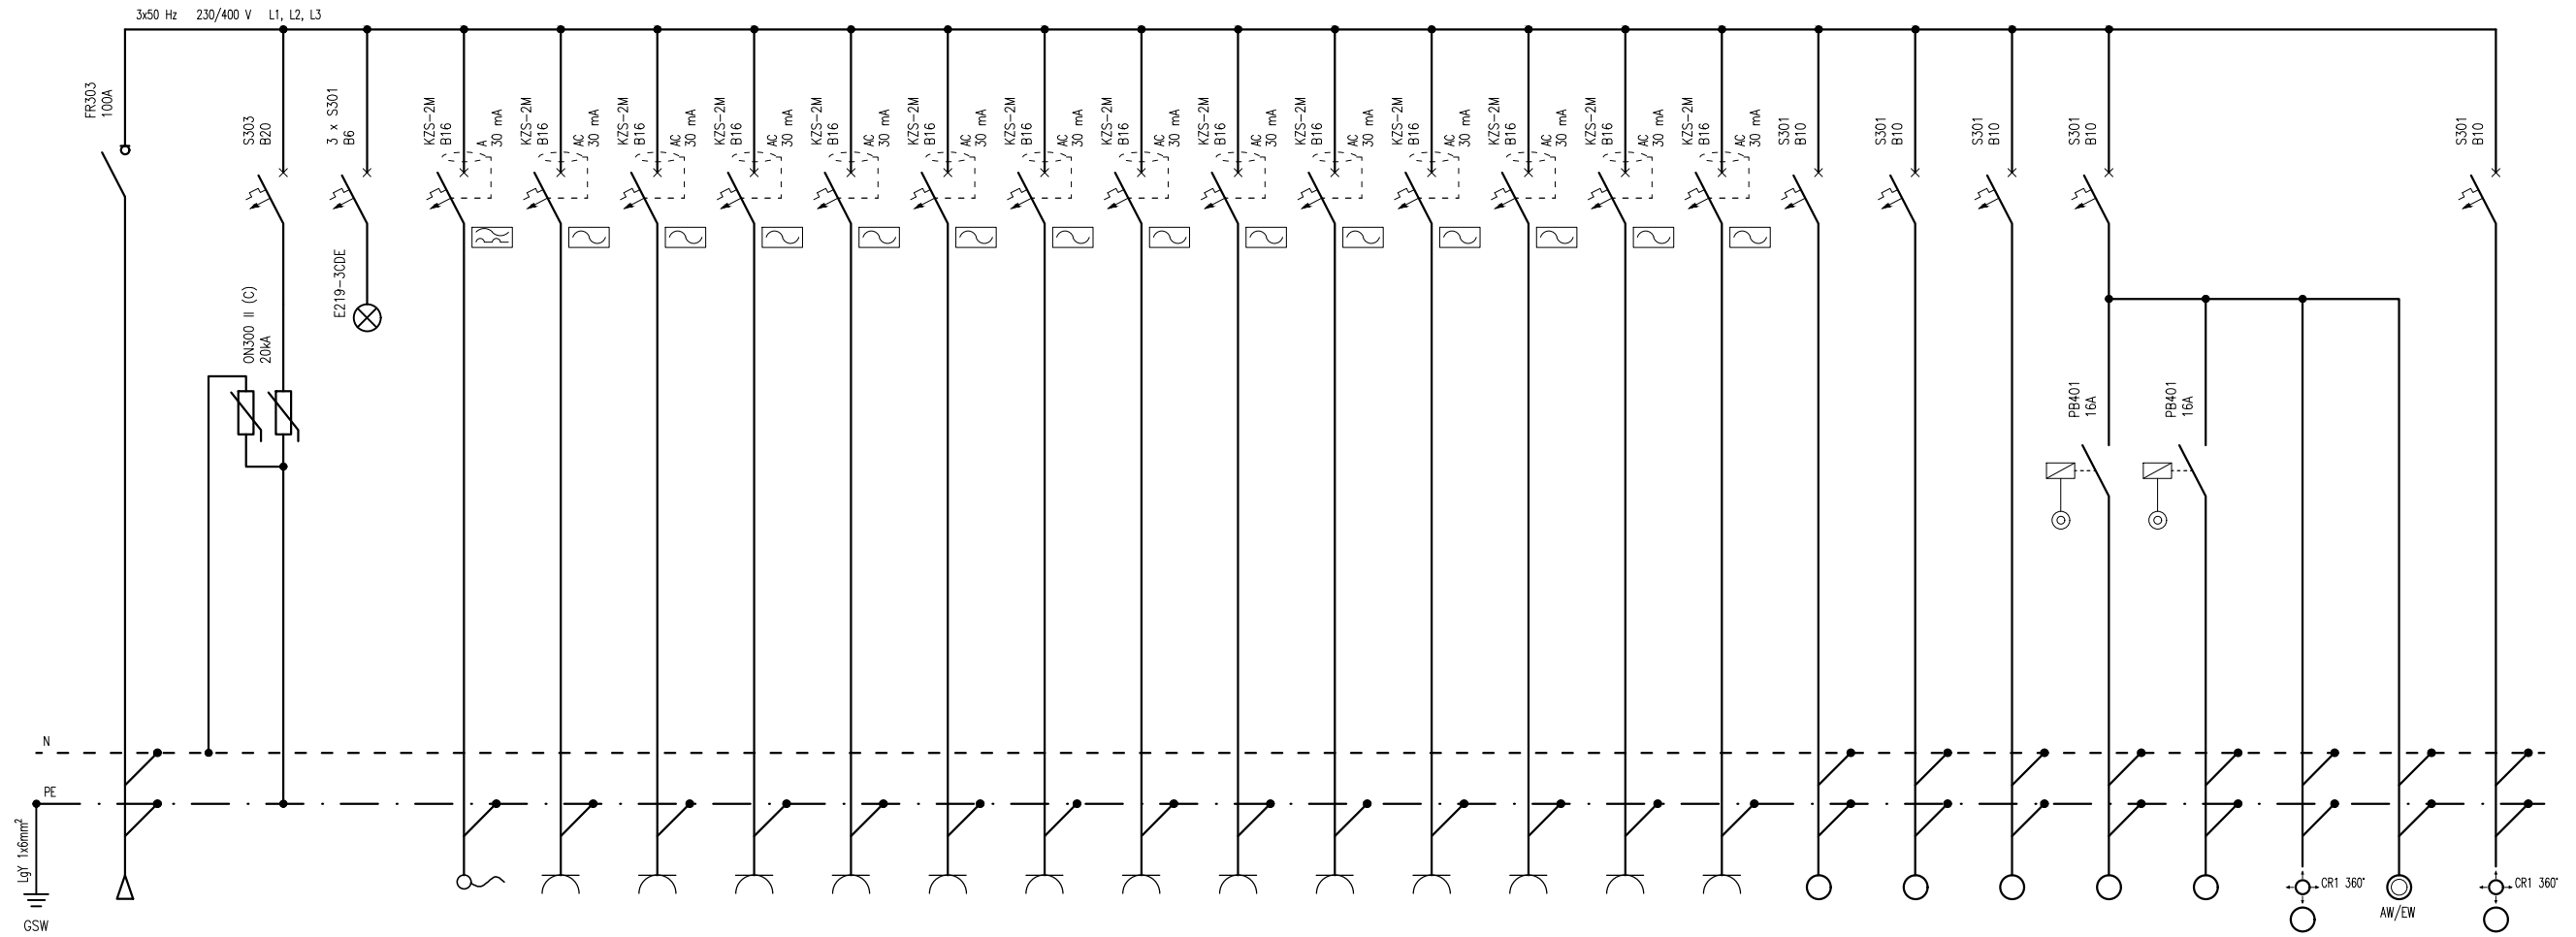 3x50 Hz 230/400 V L1, L2, L3
FR303
100A
S303
B20
3 x S301
B6
KZS-2M
B16
A
30 mA
KZS-2M
B16
AC
30 mA
KZS-2M
B16
AC
30 mA
KZS-2M
B16
AC
30 mA
KZS-2M
B16
AC
30 mA
KZS-2M
B16
AC
30 mA
KZS-2M
B16
AC
30 mA
KZS-2M
B16
AC
30 mA
KZS-2M
B16
AC
30 mA
KZS-2M
B16
AC
30 mA
KZS-2M
B16
AC
30 mA
KZS-2M
B16
AC
30 mA
KZS-2M
B16
AC
30 mA
KZS-2M
B16
AC
30 mA
S301
B10
S301
B10
S301
B10
S301
B10
S301
B10
E219-3CDE
ON300 II (C)
20kA
PB401
16A
PB401
16A
N
PE
LgY 1x6mm²
GSW
CR1 360°
AW/EW
CR1 360°